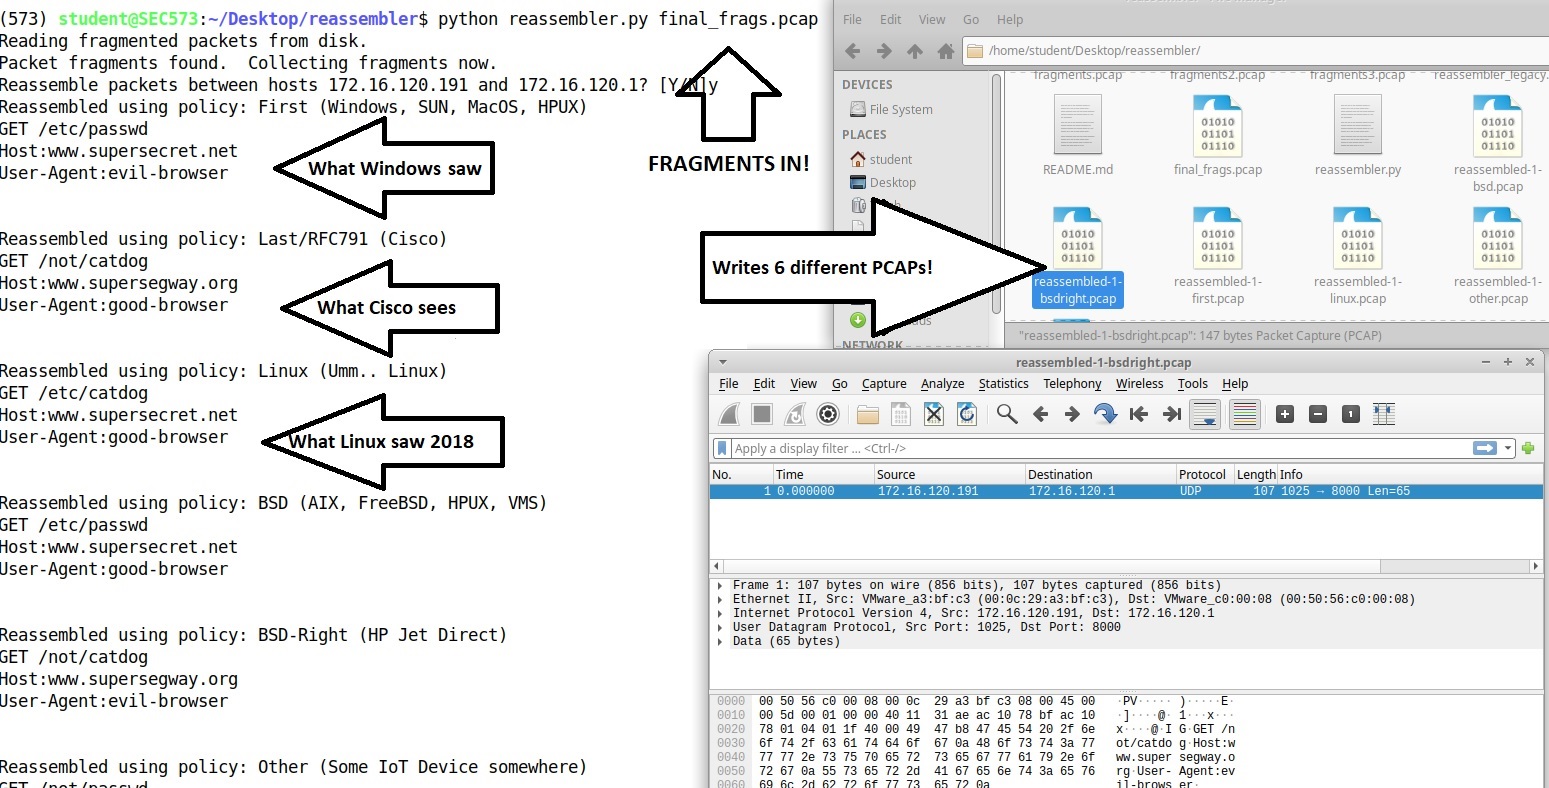 (573) student@SEC573:~/Desktop/reassembler$ python reassembler.py final_frags.pcap
Reading fragmented packets from disk.
Packet fragments found.  Collecting fragments now.
Reassemble packets between hosts 172.16.120.191 and 172.16.120.1? [Y/N]y
Reassembled using policy: First (Windows, SUN, MacOS, HPUX)
GET /etc/passwd
Host:www.supersecret.net
User-Agent:evil-browser
What Windows saw
Reassembled using policy: Last/RFC791 (Cisco)
GET /not/catdog
Host:www.supersegway.org
User-Agent:good-browser
What Cisco sees
Reassembled using policy: Linux (Umm.. Linux)
GET /etc/catdog
Host:www.supersecret.net
User-Agent:good-browser
What Linux saw 2018
Reassembled using policy: BSD (AIX, FreeBSD, HPUX, VMS)
GET /etc/passwd
Host:www.supersecret.net
User-Agent:good-browser
Reassembled using policy: BSD-Right (HP Jet Direct)
GET /not/catdog
Host:www.supersegway.org
User-Agent:evil-browser
Reassembled using policy: Other (Some IoT Device somewhere)
GET /not/passwd
FRAGMENTS IN!
Writes 6 different PCAPs!
File Edit View Go Help
/home/student/Desktop/reassembler/
DEVICES
File System
PLACES
student
Desktop
NETWORK
fragments.pcap
fragments2.pcap
fragments3.pcap
reassembler_legacy.
README.md
final_frags.pcap
reassembler.py
reassembled-1-
bsd.pcap
reassembled-1-
bsdright.pcap
reassembled-1-
first.pcap
reassembled-1-
linux.pcap
reassembled-1-
other.pcap
"reassembled-1-bsdright.pcap": 147 bytes Packet Capture (PCAP)
reassembled-1-bsdright.pcap
File Edit View Go Capture Analyze Statistics Telephony Wireless Tools Help
Apply a display filter ... <Ctrl-/>
No. Time Source Destination Protocol Length Info
1 0.000000 172.16.120.191 172.16.120.1 UDP 107 1025 → 8000 Len=65
Frame 1: 107 bytes on wire (856 bits), 107 bytes captured (856 bits)
Ethernet II, Src: VMware_a3:bf:c3 (00:0c:29:a3:bf:c3), Dst: VMware_c0:00:08 (00:50:56:c0:00:08)
Internet Protocol Version 4, Src: 172.16.120.191, Dst: 172.16.120.1
User Datagram Protocol, Src Port: 1025, Dst Port: 8000
Data (65 bytes)
0000 00 50 56 c0 00 08 00 0c 29 a3 bf c3 08 00 45 00 ·PV····· )·····E·
0010 00 5d 00 01 00 00 40 11 31 ae ac 10 78 bf ac 10 ·]····@· 1···x···
0020 78 01 04 01 1f 40 00 49 47 b8 47 45 54 20 2f 6e x····@·I G·GET /n
0030 6f 74 2f 63 61 74 64 6f 67 0a 48 6f 73 74 3a 77 ot/catdo g·Host:w
0040 77 77 2e 73 75 70 65 72 73 65 67 77 61 79 2e 6f ww.super segway.o
0050 72 67 0a 55 73 65 72 2d 41 67 65 6e 74 3a 65 76 rg·User- Agent:ev
0060 69 6c 2d 62 72 6f 77 73 65 72 0a il-brows er·